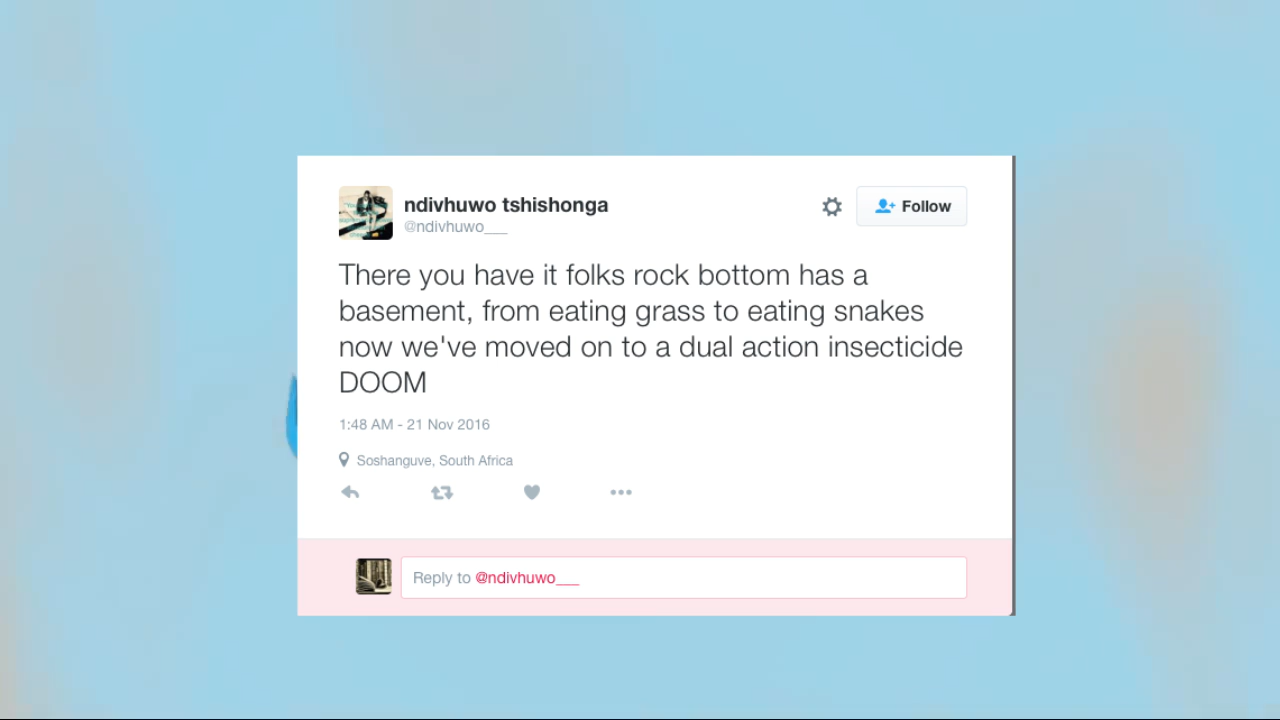 ndivhuwo tshishonga
@ndivhuwo___
Follow
There you have it folks rock bottom has a
basement, from eating grass to eating snakes
now we've moved on to a dual action insecticide
DOOM
1:48 AM - 21 Nov 2016
Soshanguve, South Africa
Reply to @ndivhuwo___